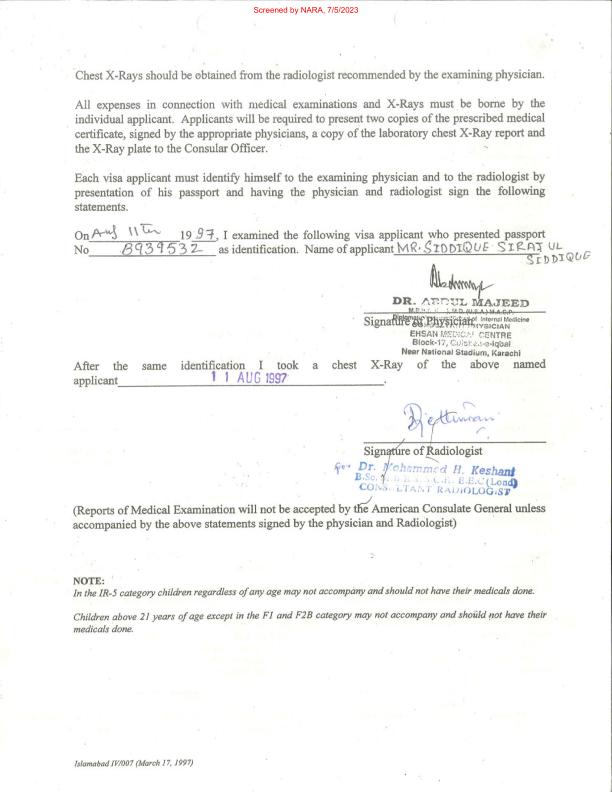 Screened by NARA, 7/5/2023
Chest X-Rays should be obtained from the radiologist recommended by the examining physician.
All expenses in connection with medical examinations and X-Rays must be borne by the
individual applicant. Applicants will be required to present two copies of the prescribed medical
certificate, signed by the appropriate physicians, a copy of the laboratory chest X-Ray report and
the X-Ray plate to the Consular Officer.
Each visa applicant must identify himself to the examining physician and to the radiologist by
presentation of his passport and having the physician and radiologist sign the following
statements.
On Aug 11th 1997, I examined the following visa applicant who presented passport
No B939532 as identification. Name of applicant MR. SIDDIQUE SIRAJ UL
SIDDIQUE
DR. ABDUL MAJEED
Signature of Physician
Internal Medicine
PHYSICIAN
EHSAN MEDICAL CENTRE
Block-17, Gulshan-e-Iqbal
Near National Stadium, Karachi
After the same identification I took a chest X-Ray of the above named
applicant 11 AUG 1997.
Signature of Radiologist
for Dr. Mohammed H. Keshani
B.Sc. (Lond)
CONSULTANT RADIOLOGIST
(Reports of Medical Examination will not be accepted by the American Consulate General unless
accompanied by the above statements signed by the physician and Radiologist)
NOTE:
In the IR-5 category children regardless of any age may not accompany and should not have their medicals done.
Children above 21 years of age except in the F1 and F2B category may not accompany and should not have their
medicals done.
Islamabad IV/007 (March 17, 1997)